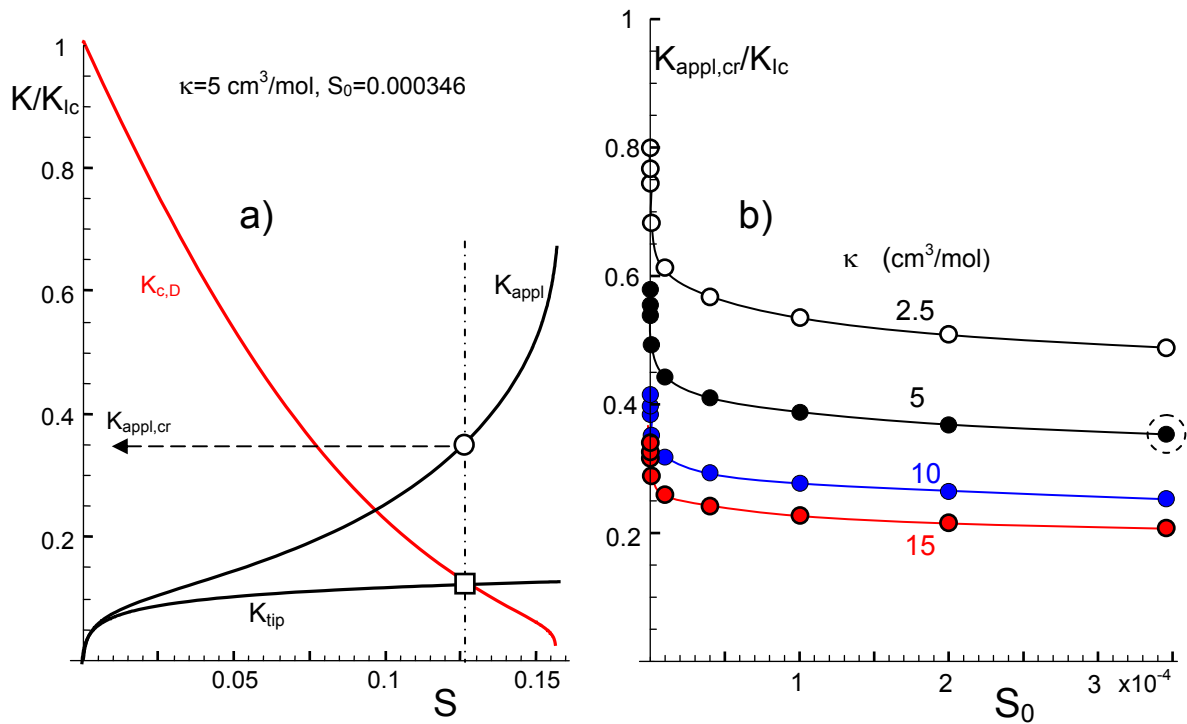 1
K/K_Ic
κ=5 cm³/mol, S₀=0.000346
0.8
a)
0.6
K_c,D
K_appl
0.4
K_appl,cr
0.2
K_tip
0.05
0.1
0.15
S
1
K_appl,cr/K_Ic
0.8
b)
κ (cm³/mol)
0.6
2.5
5
0.4
10
15
0.2
1
2
3
x10⁻⁴
S₀